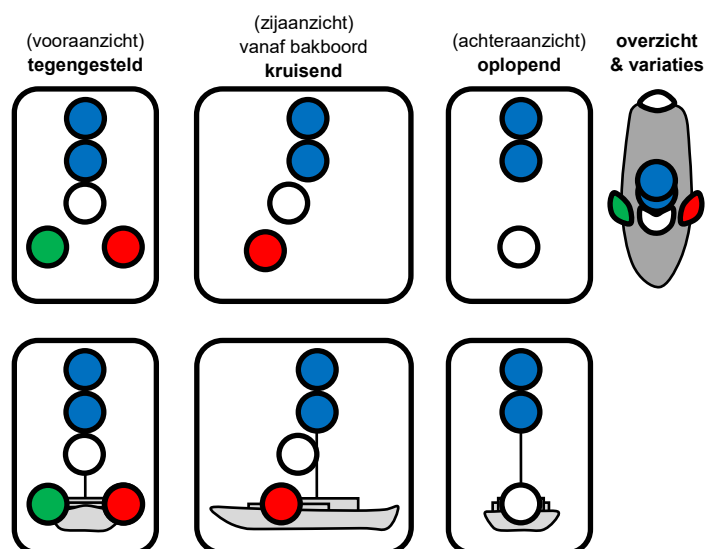 (vooraanzicht)
tegengesteld
(zijaanzicht)
vanaf bakboord
kruisend
(achteraanzicht)
oplopend
overzicht
& variaties